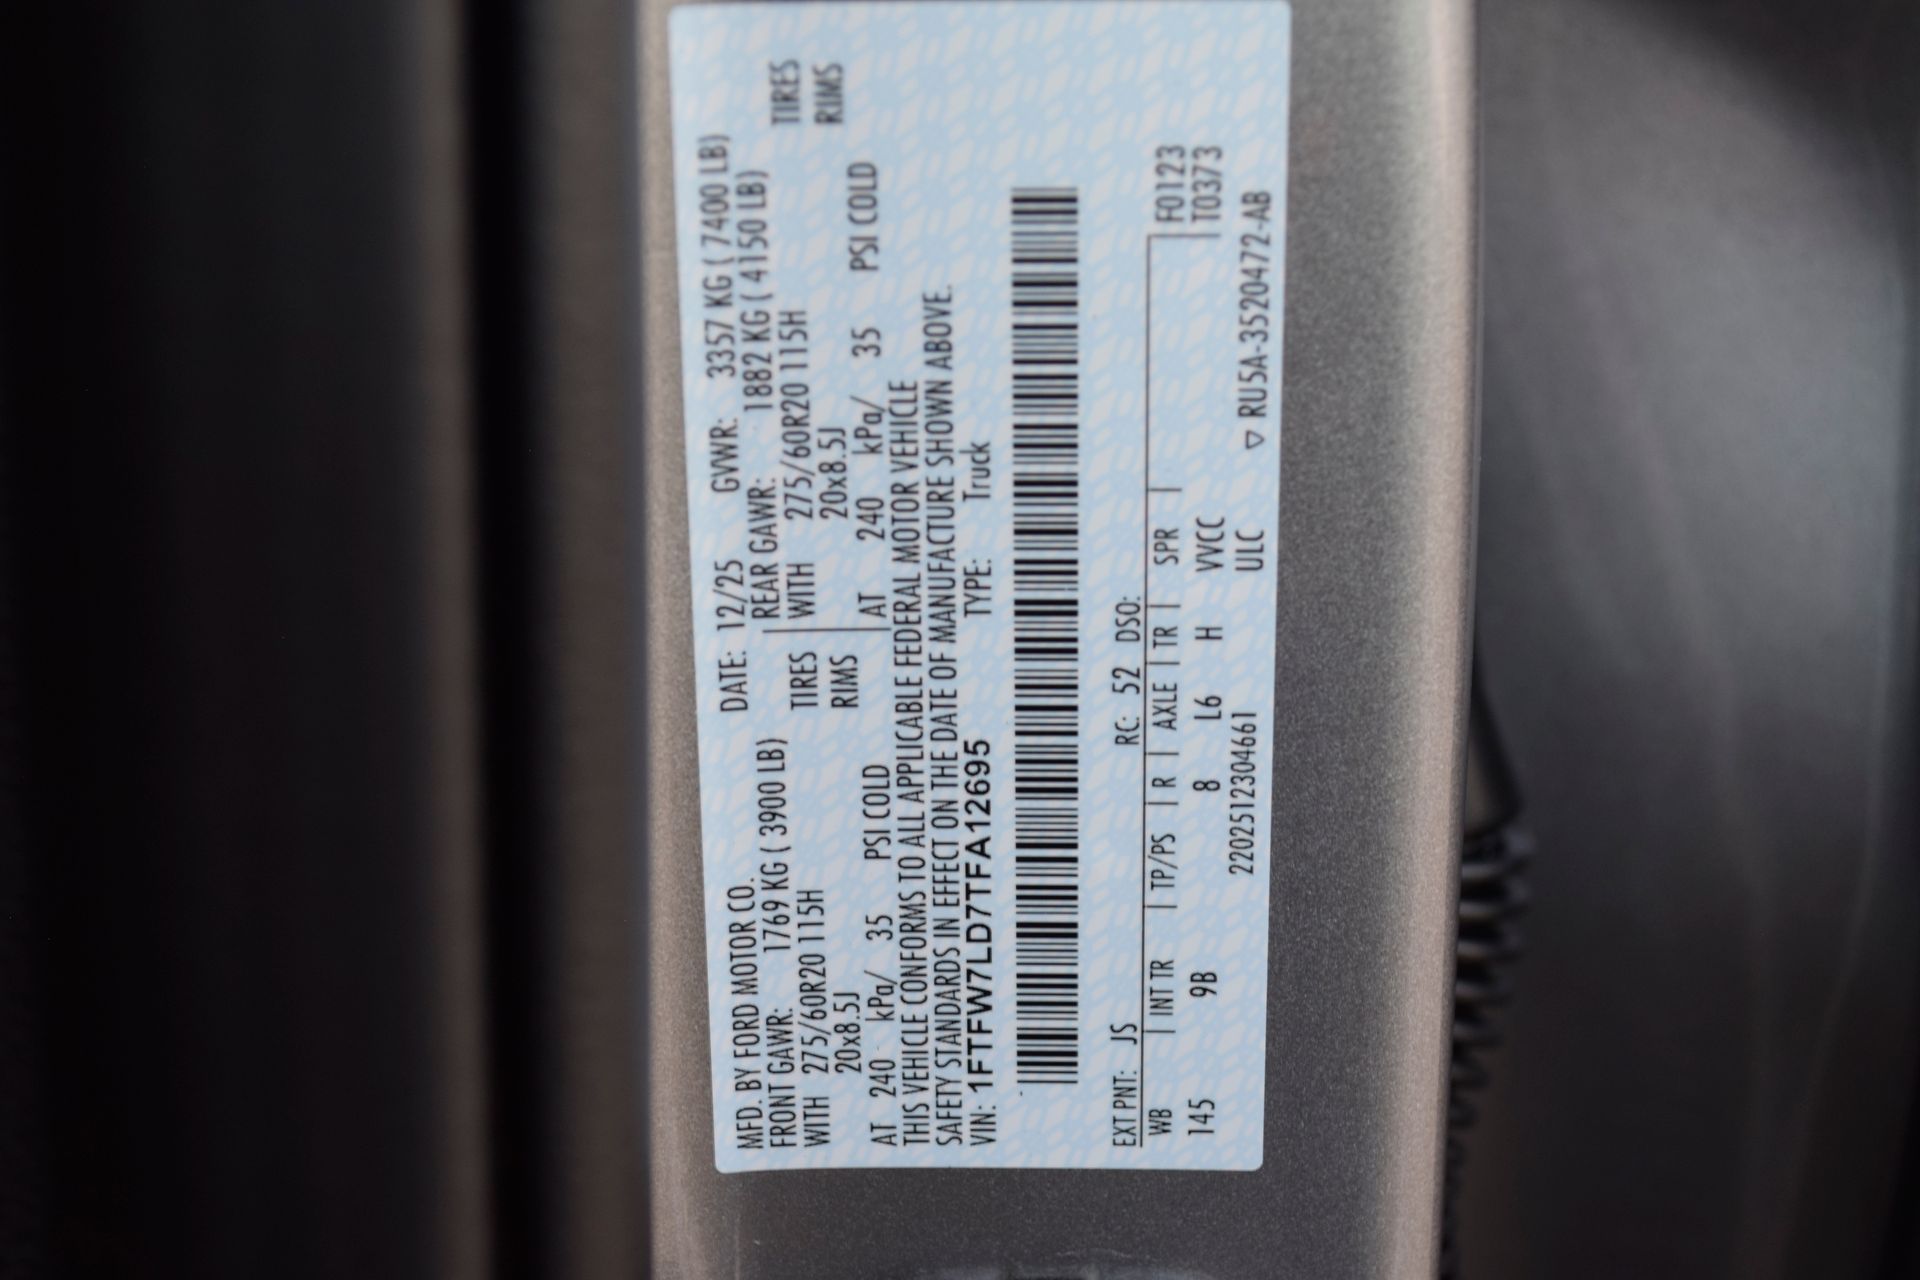 MFD. BY FORD MOTOR CO. DATE: 12/25 GVWR: 3357 KG ( 7400 LB)
FRONT GAWR: 1769 KG ( 3900 LB) REAR GAWR: 1882 KG ( 4150 LB)
WITH 275/60R20 115H TIRES WITH 275/60R20 115H TIRES
20x8.5J RIMS 20x8.5J RIMS
AT 240 kPa/ 35 PSI COLD AT 240 kPa/ 35 PSI COLD
THIS VEHICLE CONFORMS TO ALL APPLICABLE FEDERAL MOTOR VEHICLE
SAFETY STANDARDS IN EFFECT ON THE DATE OF MANUFACTURE SHOWN ABOVE.
VIN: 1FTFW7LD7TFA12695 TYPE: Truck
EXT PNT: JS RC: 52 DSO:
WB | INT TR | TP/PS | R | AXLE | TR | SPR | F0123
145 9B 8 L6 H VVCC T0373
2202512304661 ULC ▽ RU5A-3520472-AB